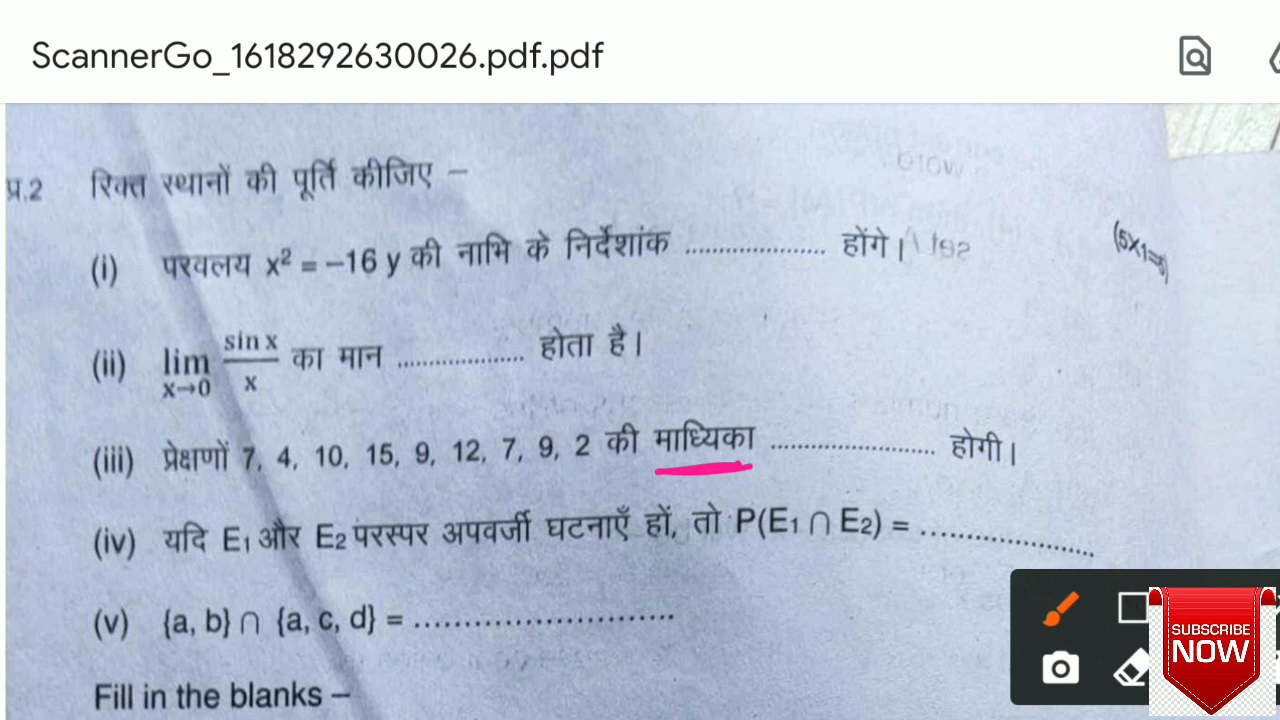 ScannerGo_1618292630026.pdf.pdf
प्र.2 रिक्त स्थानों की पूर्ति कीजिए –
(5x1=5)
(i) परवलय x² = –16 y की नाभि के निर्देशांक .................... होंगे।
(ii) lim x→0 sin x / x का मान .................. होता है।
(iii) प्रेक्षणों 7, 4, 10, 15, 9, 12, 7, 9, 2 की माध्यिका ....................... होगी।
(iv) यदि E₁ और E₂ परस्पर अपवर्जी घटनाएँ हों, तो P(E₁ ∩ E₂) = .......................
(v) {a, b} ∩ {a, c, d} = ..........................
Fill in the blanks –
SUBSCRIBE
NOW